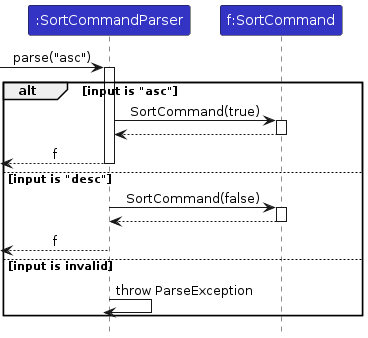 :SortCommandParser
f:SortCommand
parse("asc")
alt
[input is "asc"]
SortCommand(true)
f
[input is "desc"]
SortCommand(false)
f
[input is invalid]
throw ParseException